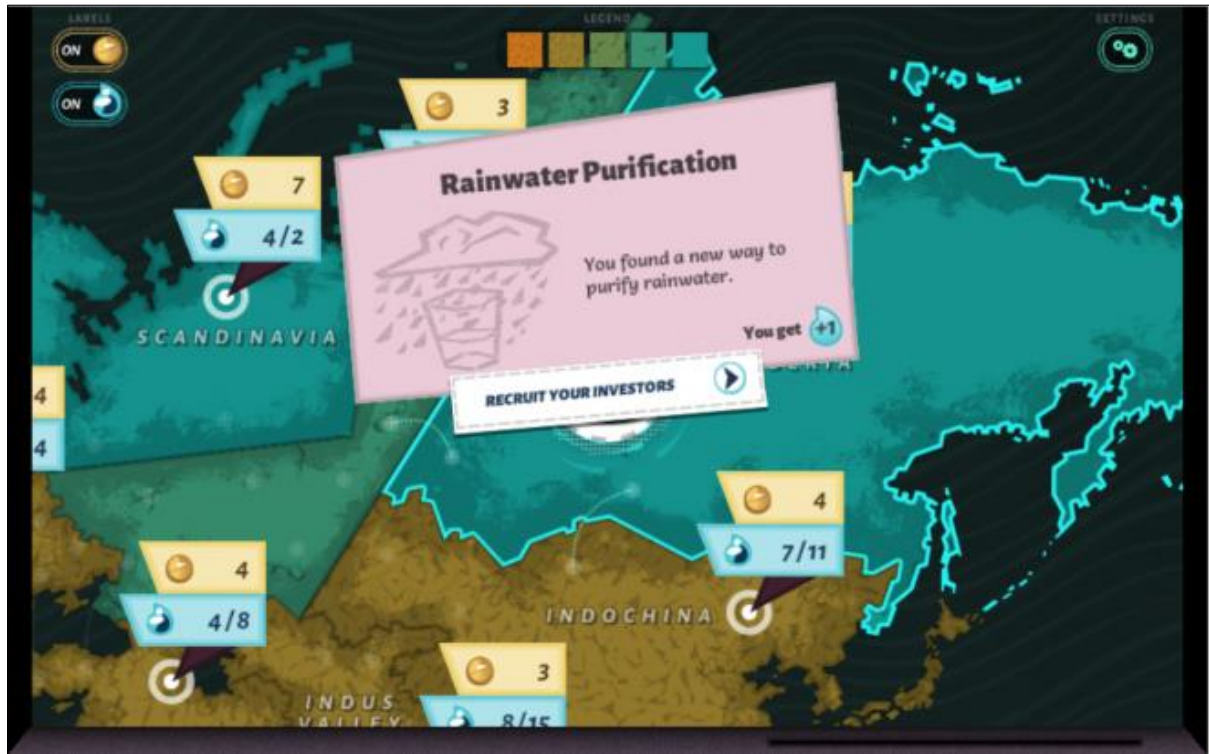 LABELS
LEGEND
SETTINGS
ON
ON
3
7
4/2
Rainwater Purification
You found a new way to
purify rainwater.
You get +1
RECRUIT YOUR INVESTORS
SCANDINAVIA
4
4
4
7/11
INDOCHINA
4
4/8
3
8/15
INDUS
VALLEY